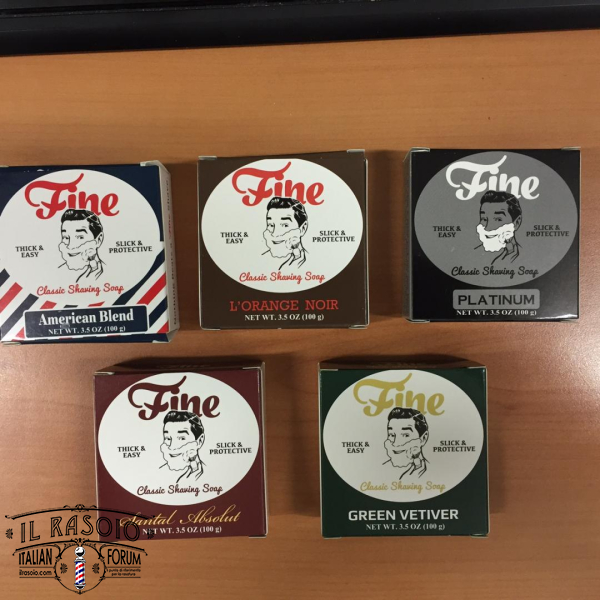 Fine
THICK & EASY
SLICK & PROTECTIVE
Classic Shaving Soap
American Blend
NET WT. 3.5 OZ (100 g)
Fine
THICK & EASY
SLICK & PROTECTIVE
Classic Shaving Soap
L'ORANGE NOIR
NET WT. 3.5 OZ (100 g)
Fine
THICK & EASY
SLICK & PROTECTIVE
Classic Shaving Soap
PLATINUM
NET WT. 3.5 OZ (100 g)
Fine
THICK & EASY
SLICK & PROTECTIVE
Classic Shaving Soap
Santal Absolut
NET WT. 3.5 OZ (100 g)
Fine
THICK & EASY
SLICK & PROTECTIVE
Classic Shaving Soap
GREEN VETIVER
NET WT. 3.5 OZ (100 g)
IL RASOIO
ITALIAN FORUM
ilrasoio.com